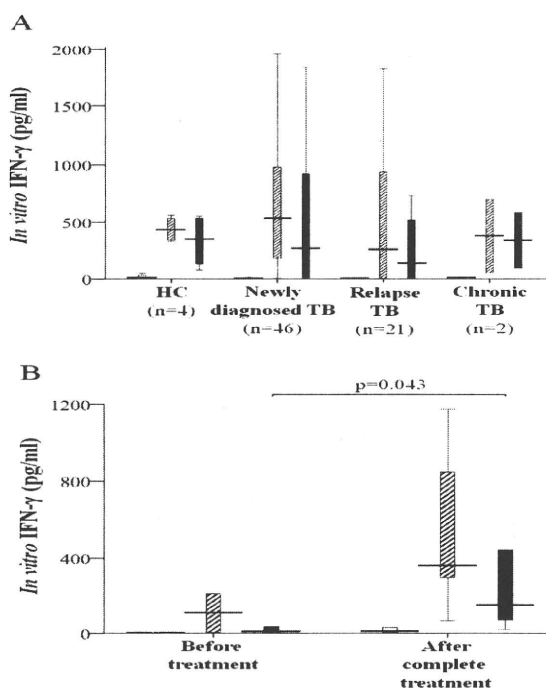 A
In vitro IFN-γ (pg/ml)
2000
1500
1000
500
0
HC
(n=4)
Newly
diagnosed TB
(n=46)
Relapse
TB
(n=21)
Chronic
TB
(n=2)
B
p=0.043
In vitro IFN-γ (pg/ml)
1200
800
400
0
Before
treatment
After
complete
treatment